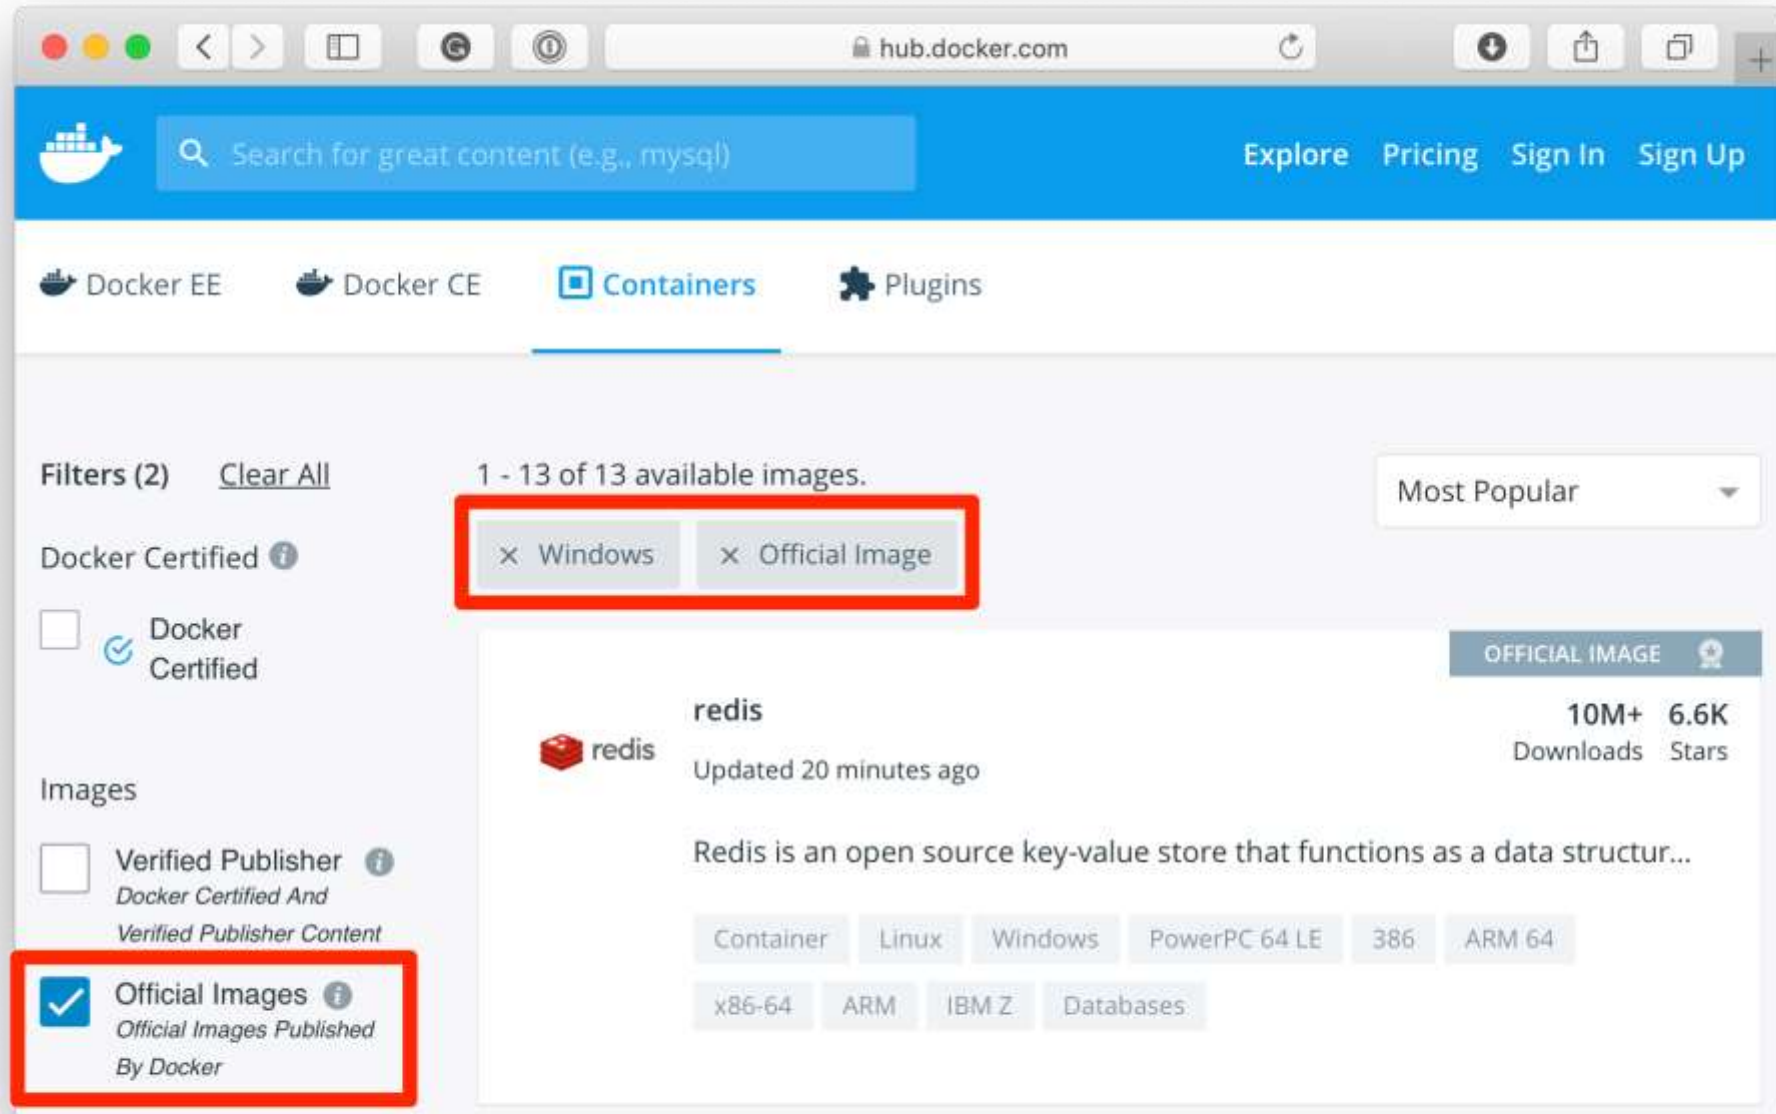 hub.docker.com
Search for great content (e.g., mysql)
Explore Pricing Sign In Sign Up
Docker EE Docker CE Containers Plugins
Filters (2) Clear All
1 - 13 of 13 available images.
Most Popular
Windows Official Image
Docker Certified
Docker
Certified
Images
Verified Publisher
Docker Certified And
Verified Publisher Content
Official Images
Official Images Published
By Docker
OFFICIAL IMAGE
redis
redis
Updated 20 minutes ago
10M+ 6.6K
Downloads Stars
Redis is an open source key-value store that functions as a data structur...
Container Linux Windows PowerPC 64 LE 386 ARM 64
x86-64 ARM IBM Z Databases